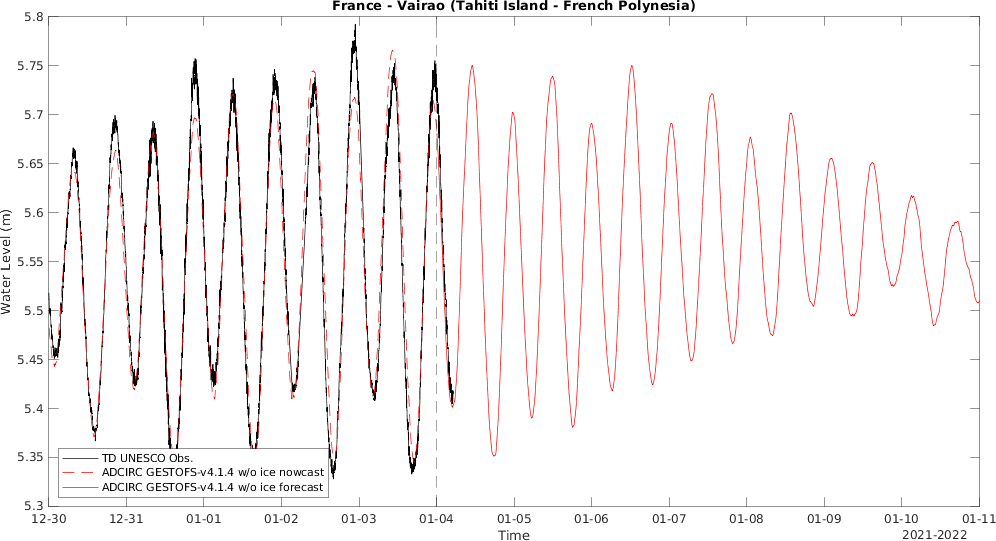 France - Vairao (Tahiti Island - French Polynesia)
5.8
5.75
5.7
5.65
5.6
5.55
5.5
5.45
5.4
5.35
5.3
Water Level (m)
TD UNESCO Obs.
ADCIRC GESTOFS-v4.1.4 w/o ice nowcast
ADCIRC GESTOFS-v4.1.4 w/o ice forecast
12-30 12-31 01-01 01-02 01-03 01-04 01-05 01-06 01-07 01-08 01-09 01-10 01-11
Time
2021-2022